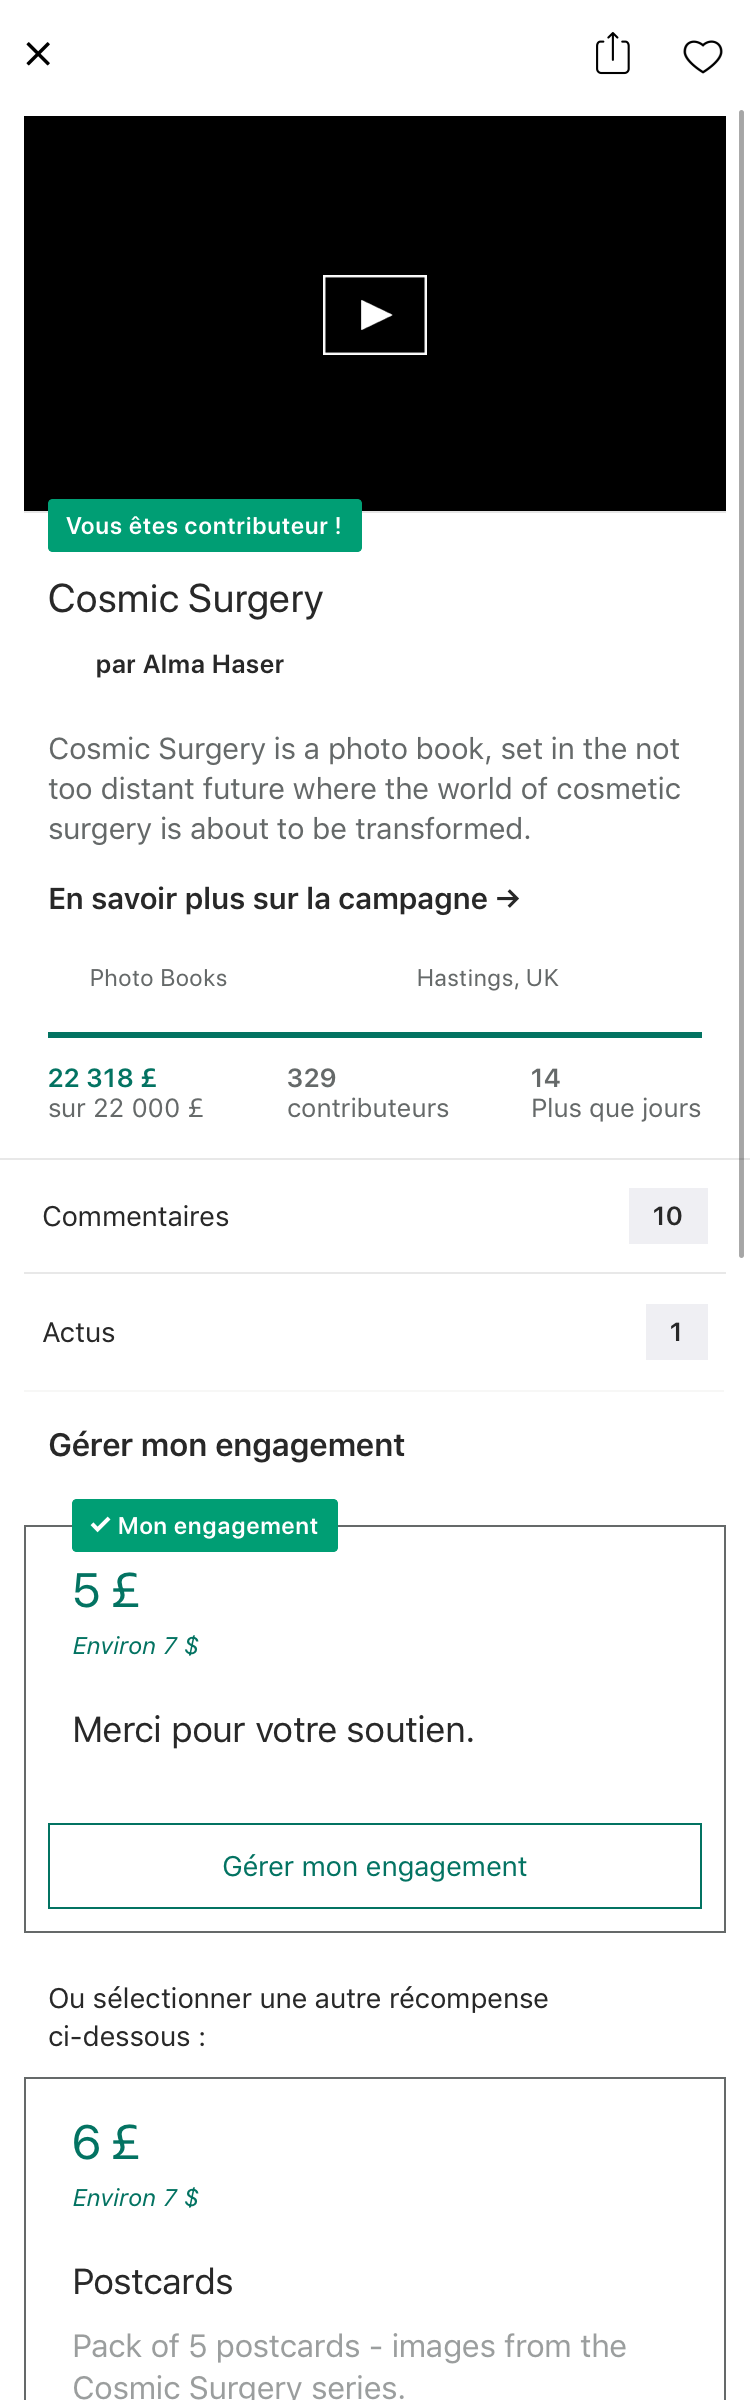 Vous êtes contributeur !
Cosmic Surgery
par Alma Haser
Cosmic Surgery is a photo book, set in the not
too distant future where the world of cosmetic
surgery is about to be transformed.
En savoir plus sur la campagne →
Photo Books
Hastings, UK
22 318 £
sur 22 000 £
329
contributeurs
14
Plus que jours
Commentaires
10
Actus
1
Gérer mon engagement
✓ Mon engagement
5 £
Environ 7 $
Merci pour votre soutien.
Gérer mon engagement
Ou sélectionner une autre récompense
ci-dessous :
6 £
Environ 7 $
Postcards
Pack of 5 postcards - images from the
Cosmic Surgery series.